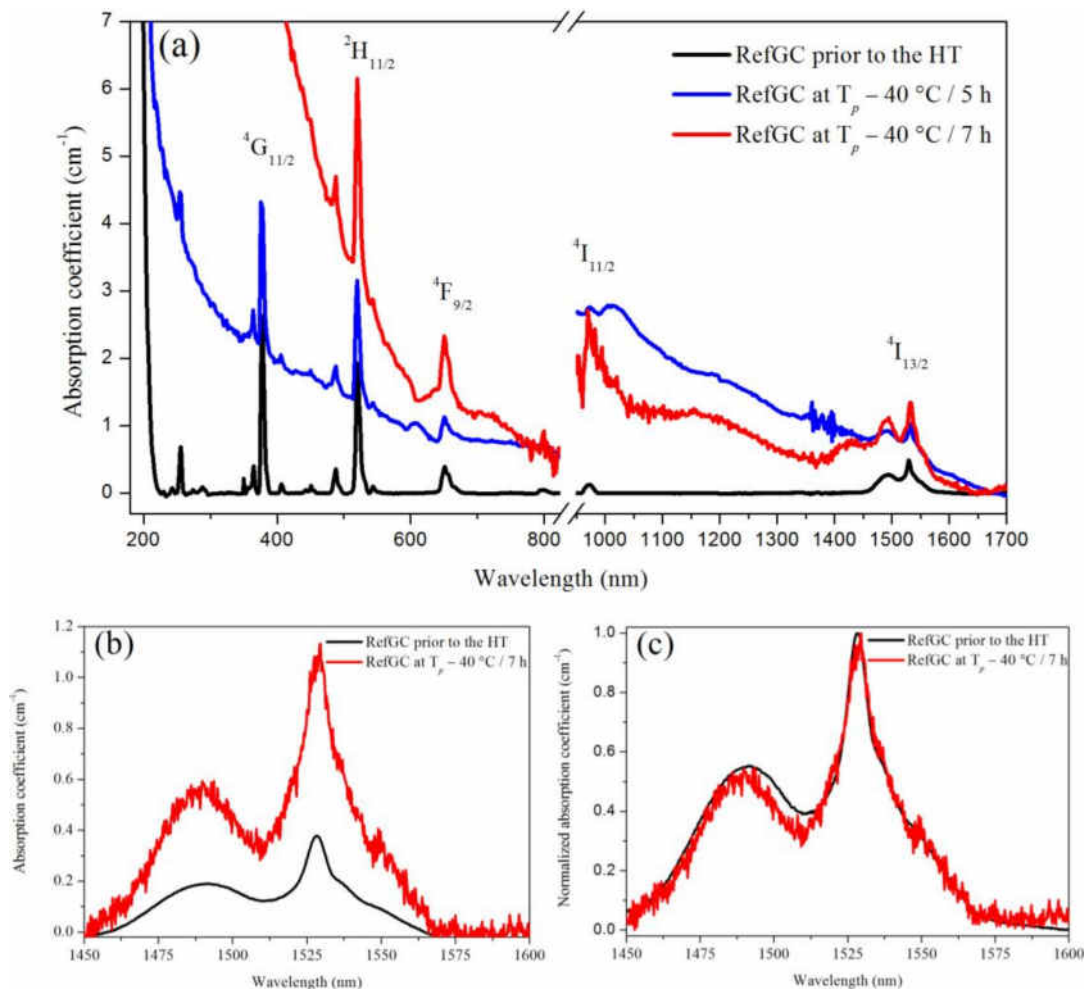 (a)
RefGC prior to the HT
RefGC at Tp – 40 °C / 5 h
RefGC at Tp – 40 °C / 7 h
²H₁₁/₂
⁴G₁₁/₂
⁴F₉/₂
⁴I₁₁/₂
⁴I₁₃/₂
Absorption coefficient (cm⁻¹)
7
6
5
4
3
2
1
0
200 400 600 800 1000 1100 1200 1300 1400 1500 1600 1700
Wavelength (nm)
(b)
RefGC prior to the HT
RefGC at Tp – 40 °C / 7 h
Absorption coefficient (cm⁻¹)
1.2
1.0
0.8
0.6
0.4
0.2
0.0
1450 1475 1500 1525 1550 1575 1600
Wavelength (nm)
(c)
RefGC prior to the HT
RefGC at Tp – 40 °C / 7 h
Normalized absorption coefficient (cm⁻¹)
1.0
0.8
0.6
0.4
0.2
0.0
1450 1475 1500 1525 1550 1575 1600
Wavelength (nm)